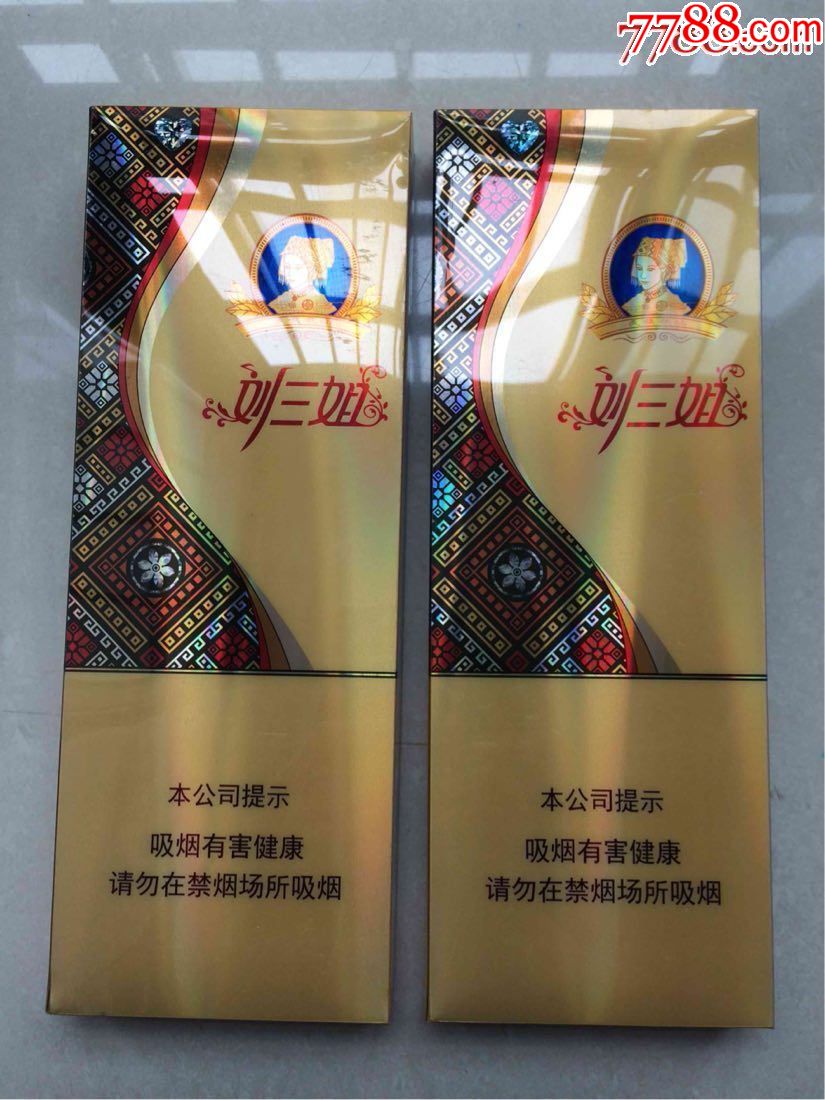 7788.com
刘三姐
本公司提示
吸烟有害健康
请勿在禁烟场所吸烟
刘三姐
本公司提示
吸烟有害健康
请勿在禁烟场所吸烟